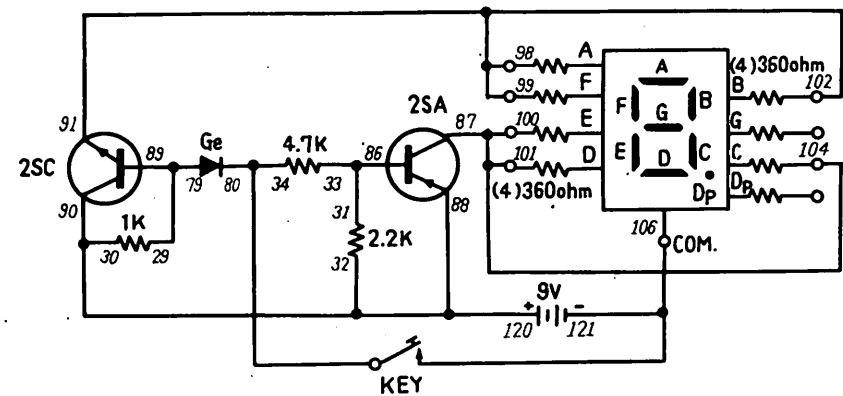 98 A
(4)360ohm
102
B
99 F
A
F
B
G
E
C
D
Dp
91
2SC
89
Ge
79 80
4.7K
34 33
86
2SA
87
100 E
G
101 D
C
104
(4)360ohm
Dp
90
88
31
2.2K
32
1K
30 29
106
COM.
9V
+ -
120 121
KEY